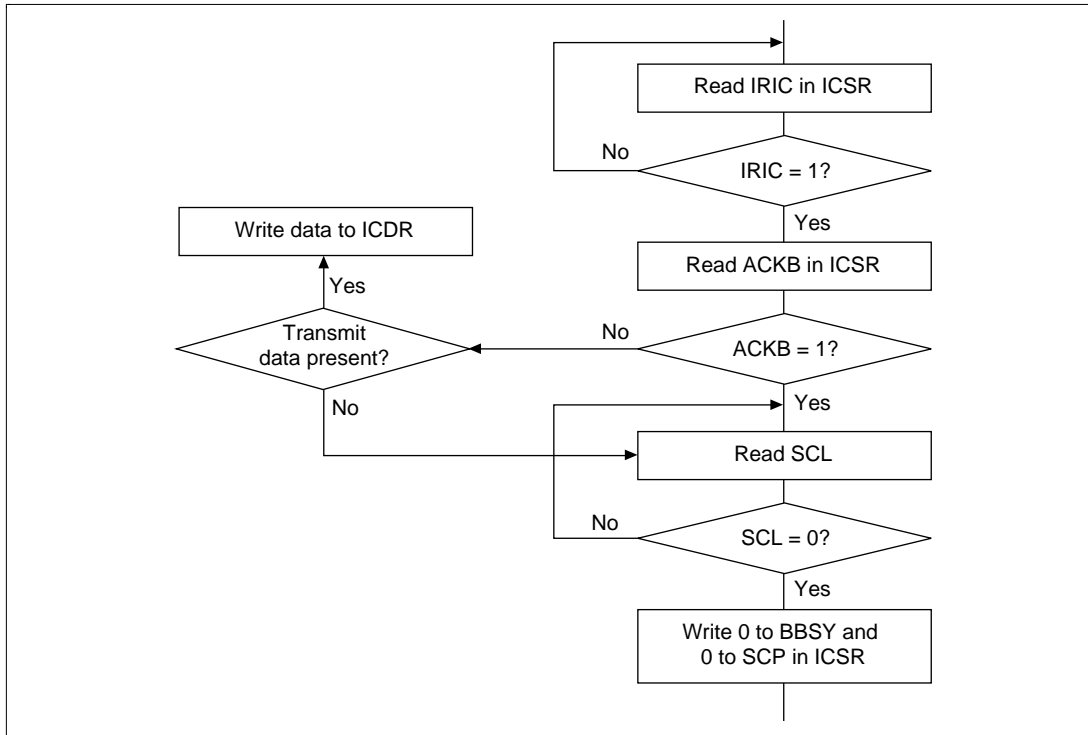 Read IRIC in ICSR
No
IRIC = 1?
Yes
Write data to ICDR
Read ACKB in ICSR
Yes
Transmit
data present?
No
ACKB = 1?
No
Yes
Read SCL
No
SCL = 0?
Yes
Write 0 to BBSY and
0 to SCP in ICSR